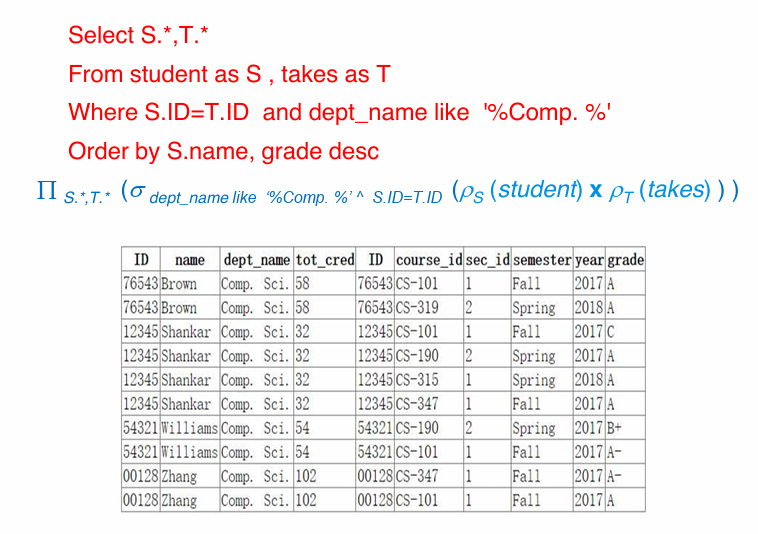 Select S.*,T.*
From student as S , takes as T
Where S.ID=T.ID and dept_name like '%Comp. %'
Order by S.name, grade desc
∏ S.*,T.* (σ dept_name like ‘%Comp. %’ ^ S.ID=T.ID (ρS (student) x ρT (takes) ) )
ID name dept_name tot_cred ID course_id sec_id semester year grade
76543 Brown Comp. Sci. 58 76543 CS-101 1 Fall 2017 A
76543 Brown Comp. Sci. 58 76543 CS-319 2 Spring 2018 A
12345 Shankar Comp. Sci. 32 12345 CS-101 1 Fall 2017 C
12345 Shankar Comp. Sci. 32 12345 CS-190 2 Spring 2017 A
12345 Shankar Comp. Sci. 32 12345 CS-315 1 Spring 2018 A
12345 Shankar Comp. Sci. 32 12345 CS-347 1 Fall 2017 A
54321 Williams Comp. Sci. 54 54321 CS-190 2 Spring 2017 B+
54321 Williams Comp. Sci. 54 54321 CS-101 1 Fall 2017 A-
00128 Zhang Comp. Sci. 102 00128 CS-347 1 Fall 2017 A-
00128 Zhang Comp. Sci. 102 00128 CS-101 1 Fall 2017 A